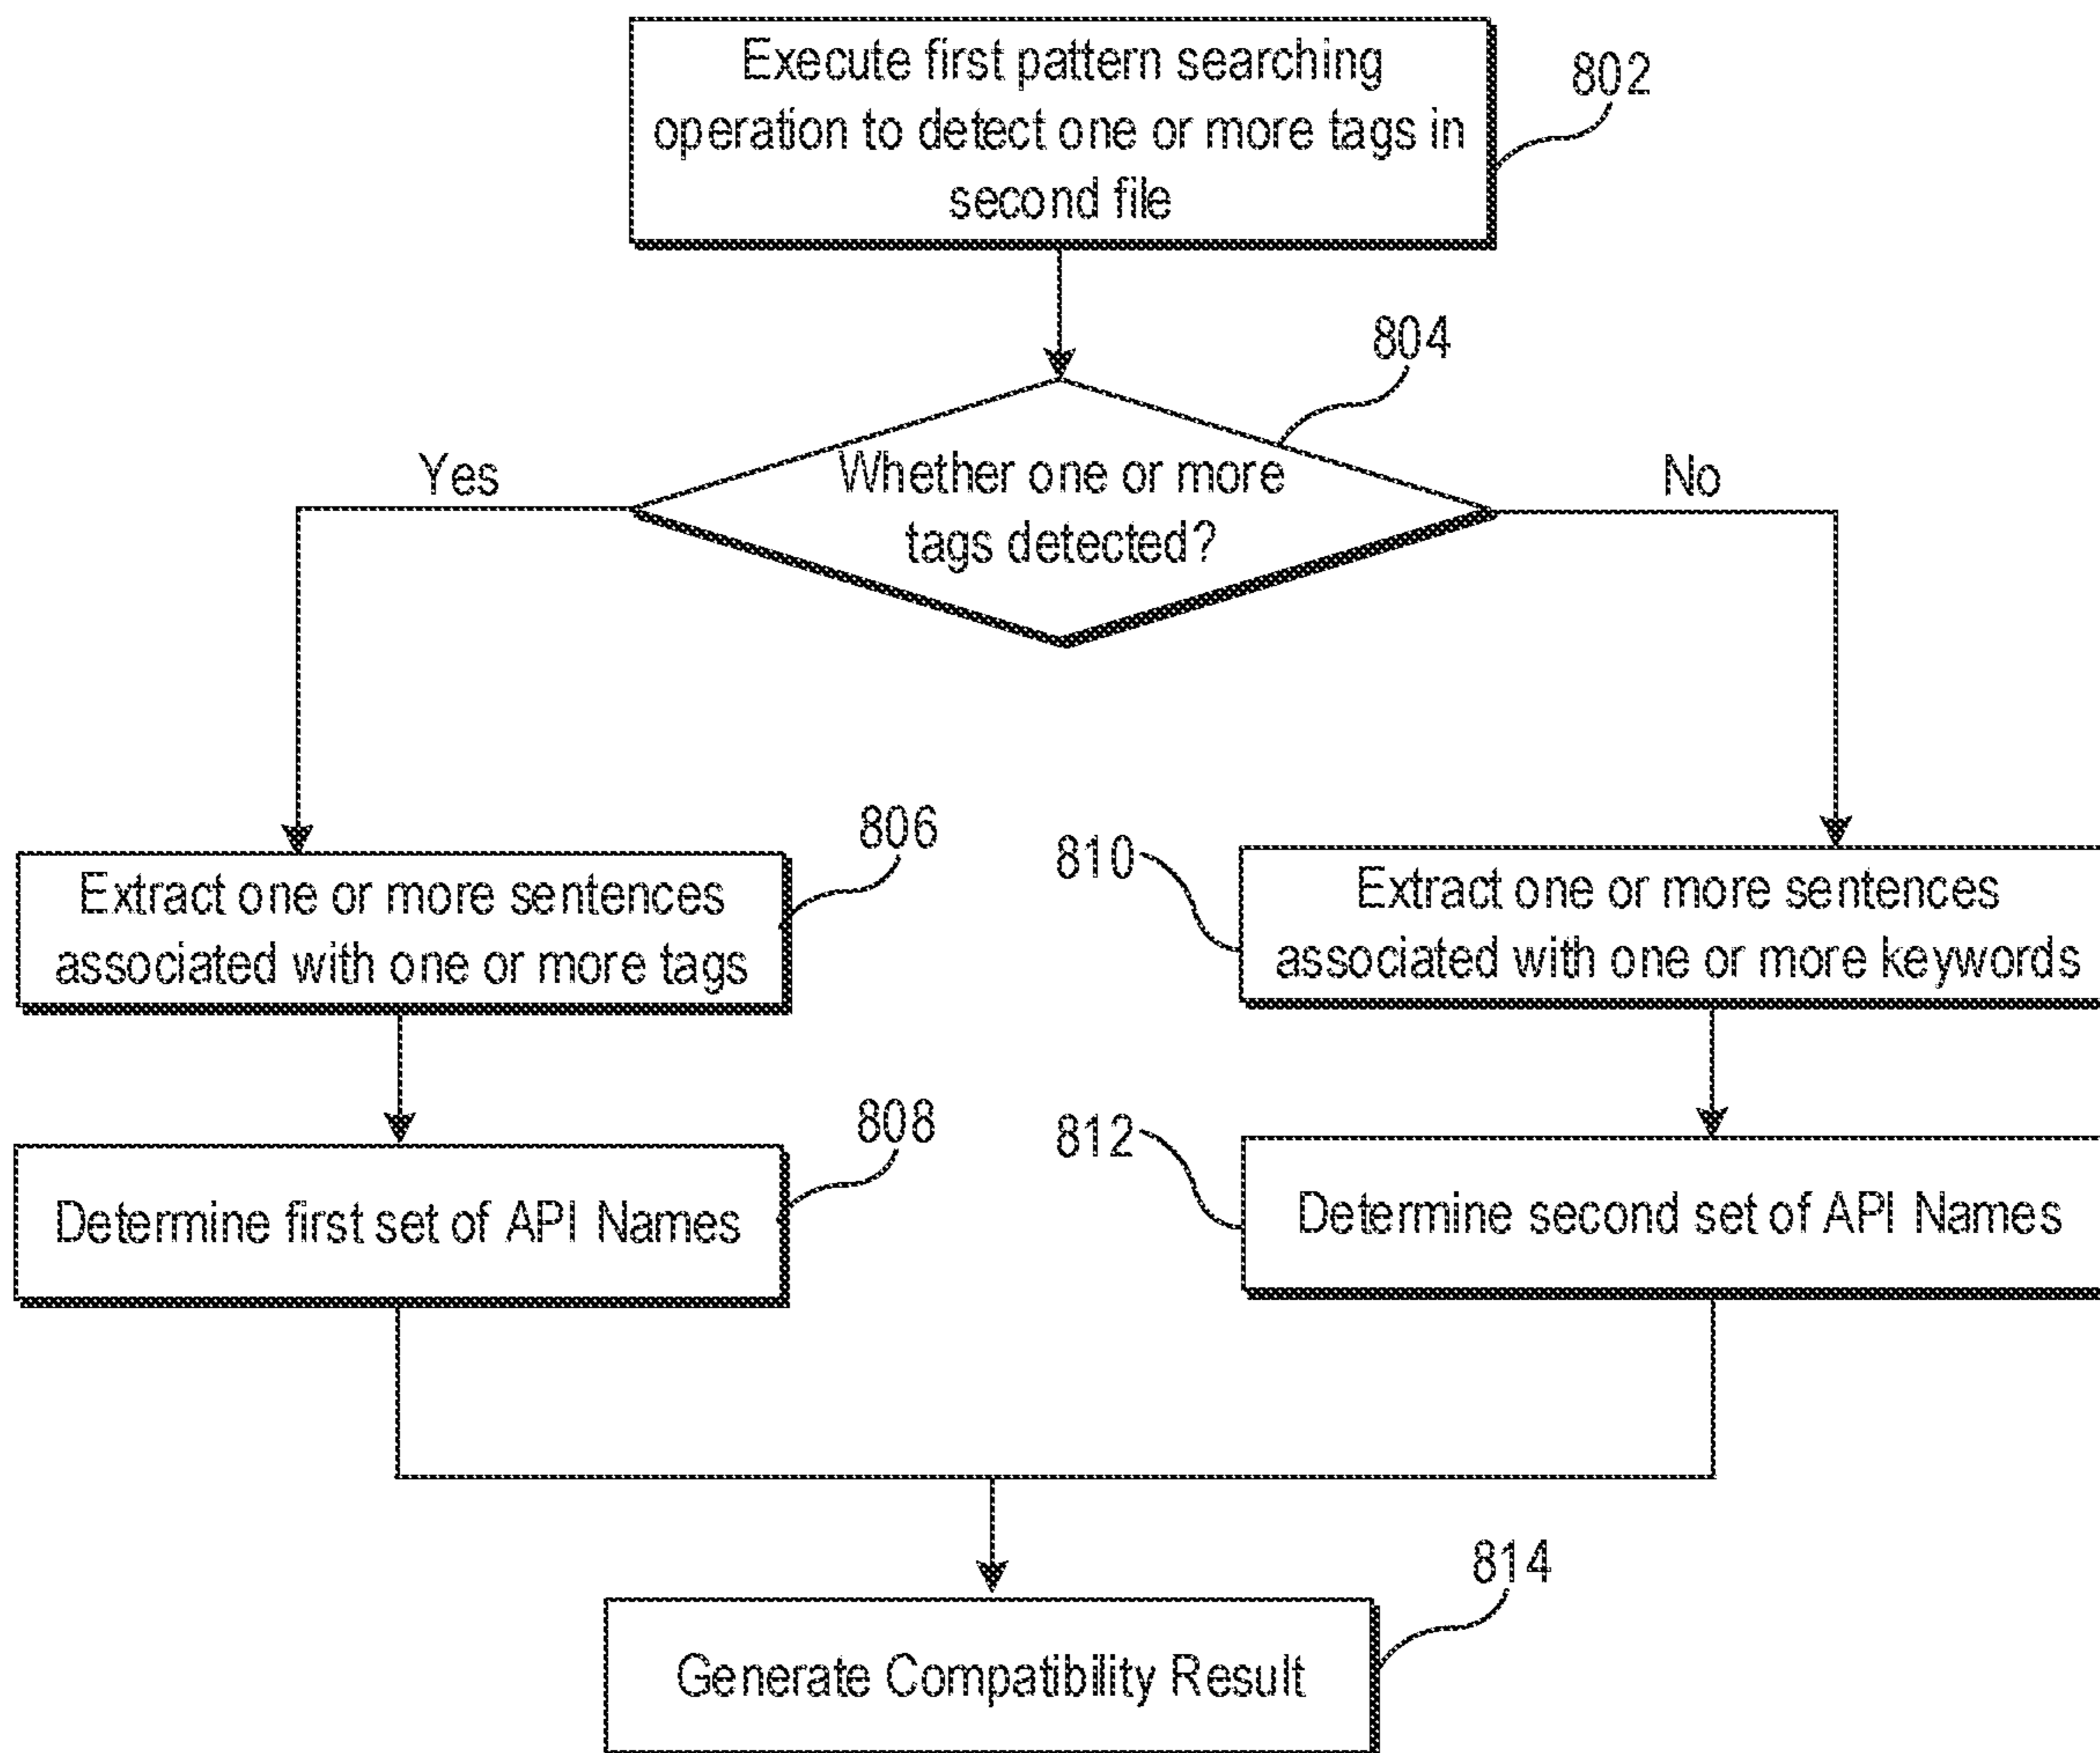 Execute first pattern searching
operation to detect one or more tags in
second file
802
804
Yes
Whether one or more
tags detected?
No
806
Extract one or more sentences
associated with one or more tags
810
Extract one or more sentences
associated with one or more keywords
808
Determine first set of API Names
812
Determine second set of API Names
814
Generate Compatibility Result